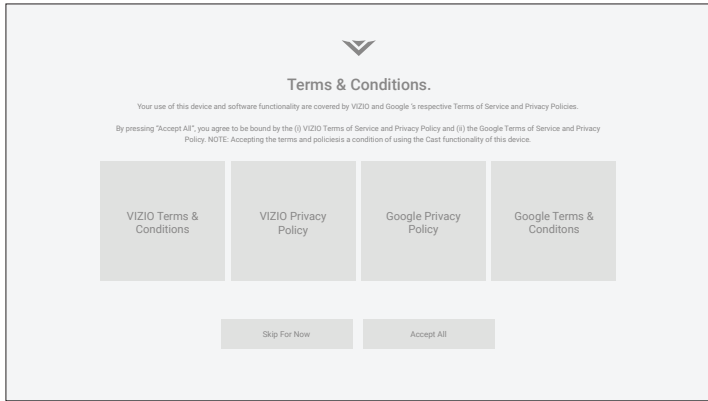 Terms & Conditions.
Your use of this device and software functionality are covered by VIZIO and Google 's respective Terms of Service and Privacy Policies.
By pressing "Accept All", you agree to be bound by the (i) VIZIO Terms of Service and Privacy Policy and (ii) the Google Terms of Service and Privacy
Policy. NOTE: Accepting the terms and policiesis a condition of using the Cast functionality of this device.
VIZIO Terms &
Conditions
VIZIO Privacy
Policy
Google Privacy
Policy
Google Terms &
Conditons
Skip For Now
Accept All